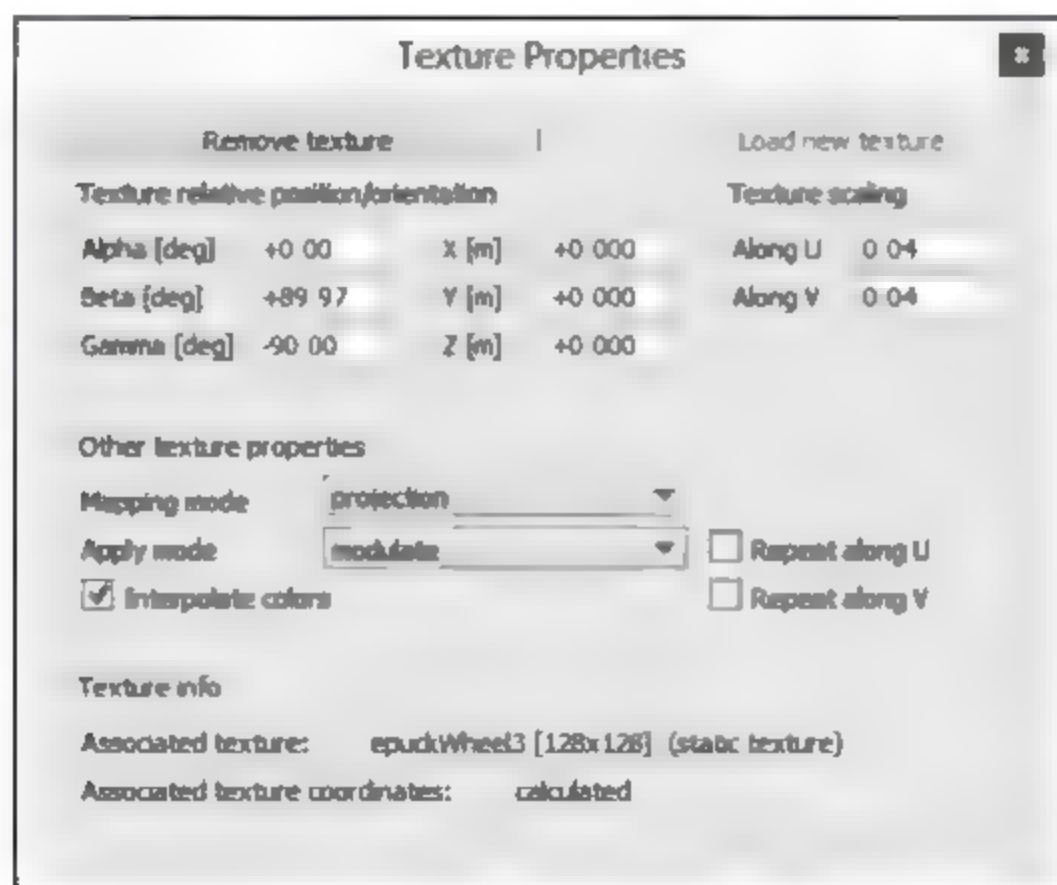 Texture Properties
Remove texture Load new texture
Texture relative position/orientation Texture scaling
Alpha [deg] +0 00 X [m] +0 000 Along U 0 04
Beta [deg] +89 97 Y [m] +0 000 Along V 0 04
Gamma [deg] -90 00 Z [m] +0 000
Other texture properties
Mapping mode projection
Apply mode modulate Repeat along U
Interpolate colors Repeat along V
Texture info
Associated texture: epuckWheel3 [128x128] (static texture)
Associated texture coordinates: calculated